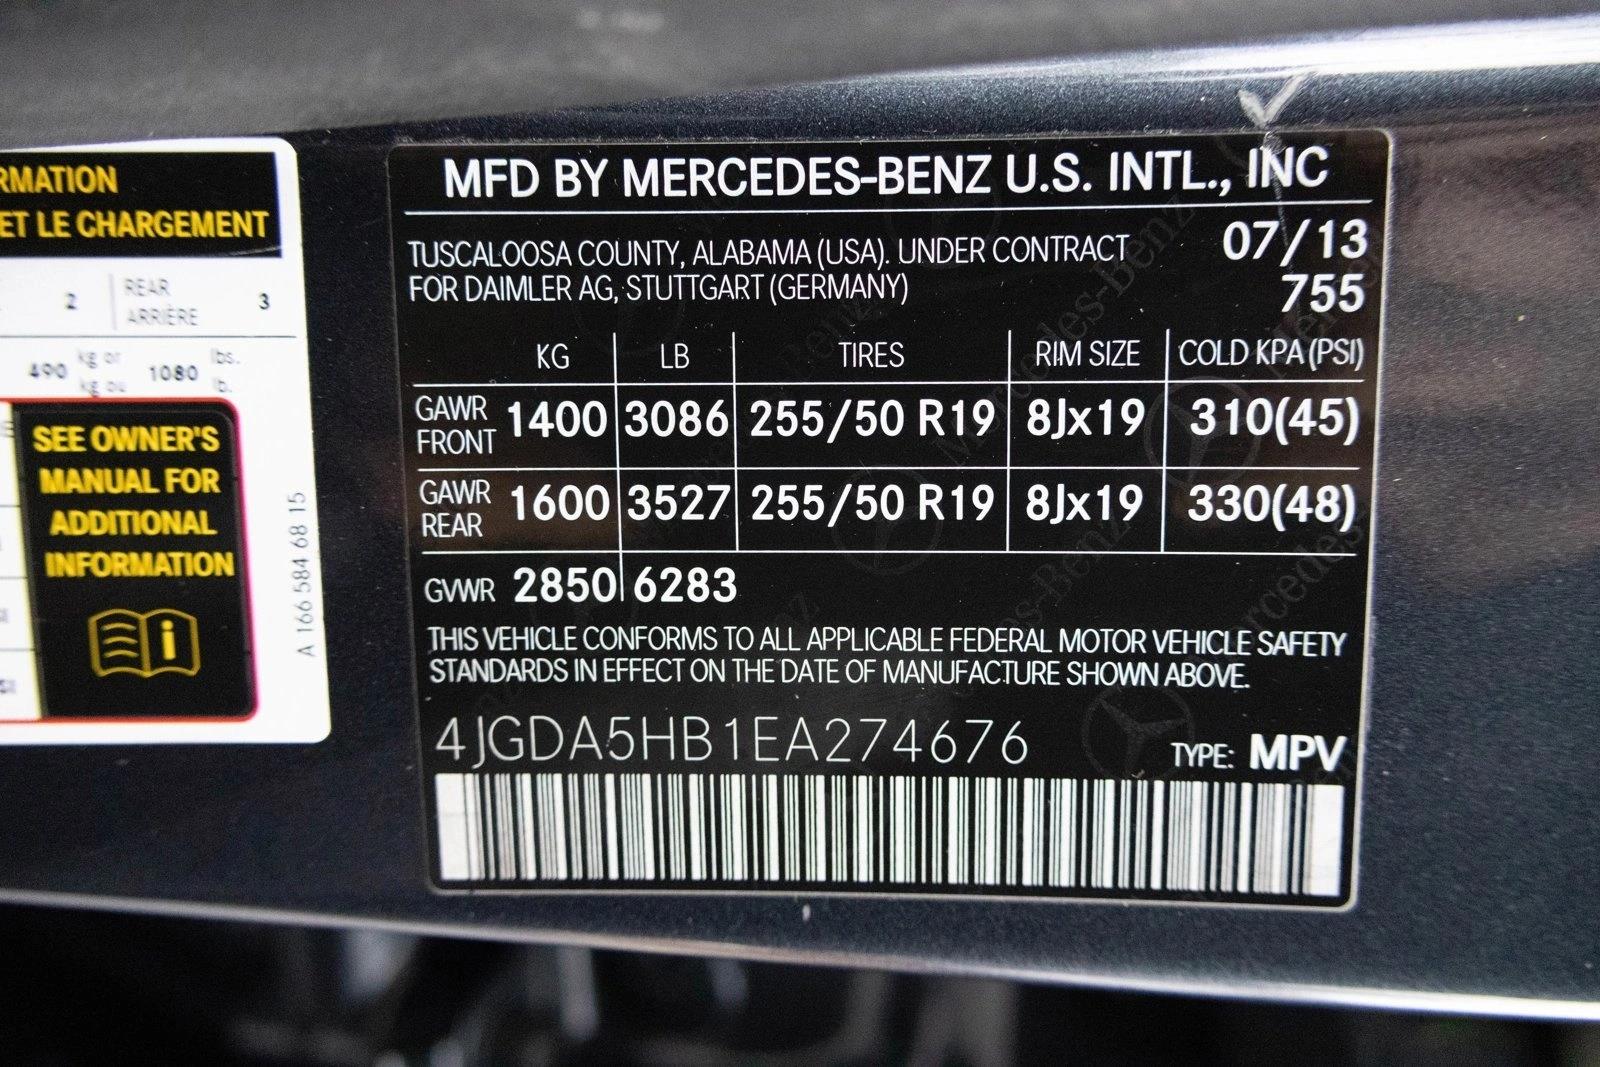 RMATION
ET LE CHARGEMENT
2 REAR ARRIÈRE 3
490 kg or kg ou 1080 lbs. lb.
SEE OWNER'S
MANUAL FOR
ADDITIONAL
INFORMATION
i
A 166 584 68 15
MFD BY MERCEDES-BENZ U.S. INTL., INC
TUSCALOOSA COUNTY, ALABAMA (USA). UNDER CONTRACT
FOR DAIMLER AG, STUTTGART (GERMANY)
07/13
755
KG LB TIRES RIM SIZE COLD KPA (PSI)
GAWR FRONT 1400 3086 255/50 R19 8Jx19 310(45)
GAWR REAR 1600 3527 255/50 R19 8Jx19 330(48)
GVWR 2850 6283
THIS VEHICLE CONFORMS TO ALL APPLICABLE FEDERAL MOTOR VEHICLE SAFETY
STANDARDS IN EFFECT ON THE DATE OF MANUFACTURE SHOWN ABOVE.
4JGDA5HB1EA274676
TYPE: MPV